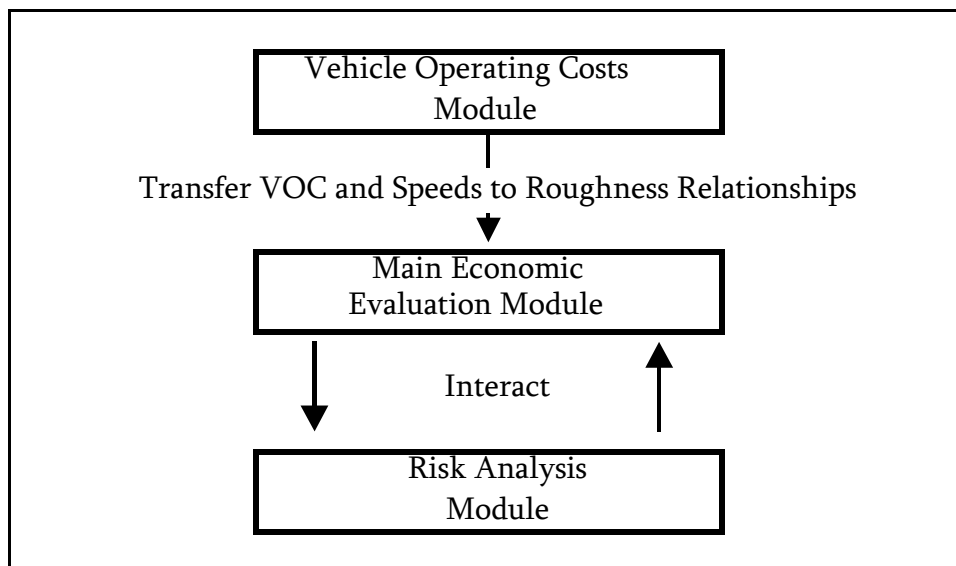 Vehicle Operating Costs
Module
Transfer VOC and Speeds to Roughness Relationships
Main Economic
Evaluation Module
Interact
Risk Analysis
Module